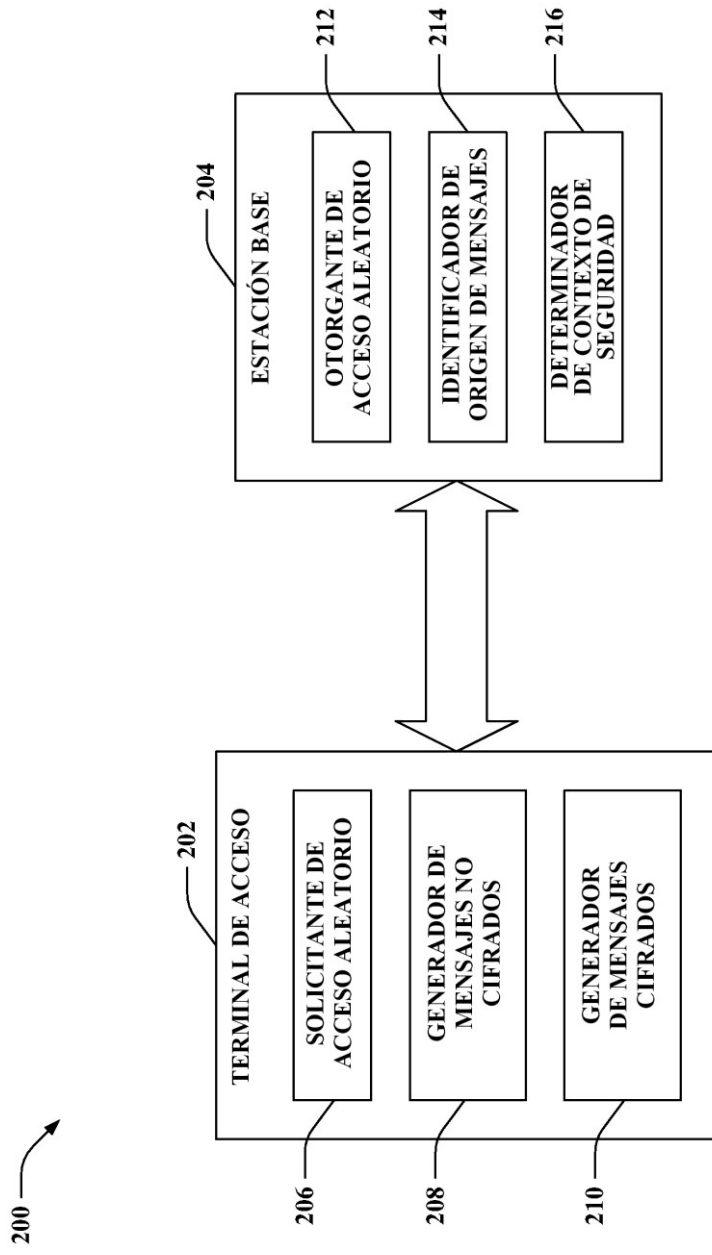 200
202
TERMINAL DE ACCESO
206
SOLICITANTE DE
ACCESO ALEATORIO
208
GENERADOR DE
MENSAJES NO
CIFRADOS
210
GENERADOR
DE MENSAJES
CIFRADOS
204
ESTACIÓN BASE
212
OTORGANTE DE
ACCESO ALEATORIO
214
IDENTIFICADOR DE
ORIGEN DE MENSAJES
216
DETERMINADOR
DE CONTEXTO DE
SEGURIDAD